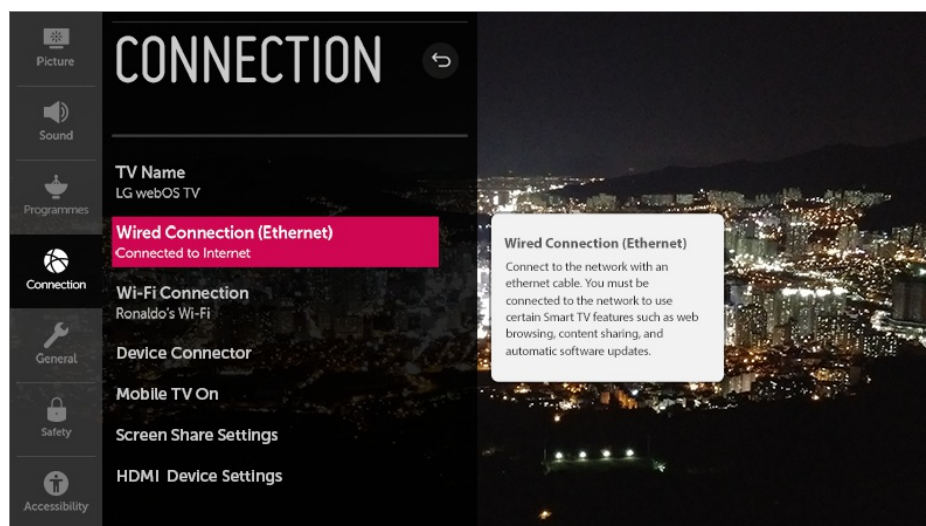 Picture
Sound
Programmes
Connection
General
Safety
Accessibility
CONNECTION
TV Name
LG webOS TV
Wired Connection (Ethernet)
Connected to Internet
Wi-Fi Connection
Ronaldo's Wi-Fi
Device Connector
Mobile TV On
Screen Share Settings
HDMI Device Settings
Wired Connection (Ethernet)
Connect to the network with an
ethernet cable. You must be
connected to the network to use
certain Smart TV features such as web
browsing, content sharing, and
automatic software updates.